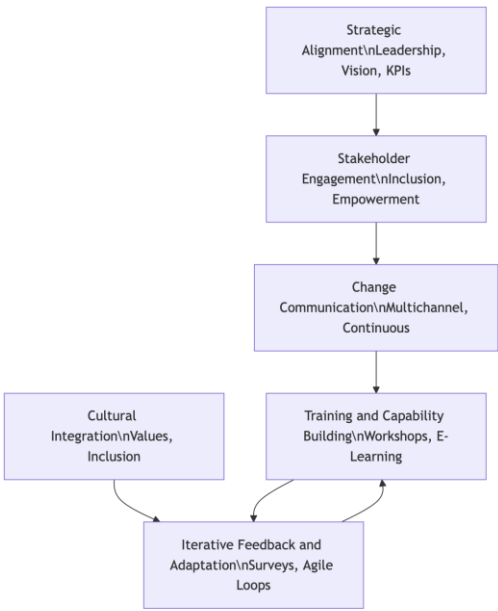 Strategic
Alignment\nLeadership,
Vision, KPIs
Stakeholder
Engagement\nInclusion,
Empowerment
Change
Communication\nMultichannel,
Continuous
Cultural
Integration\nValues,
Inclusion
Training and Capability
Building\nWorkshops, E-
Learning
Iterative Feedback and
Adaptation\nSurveys, Agile
Loops